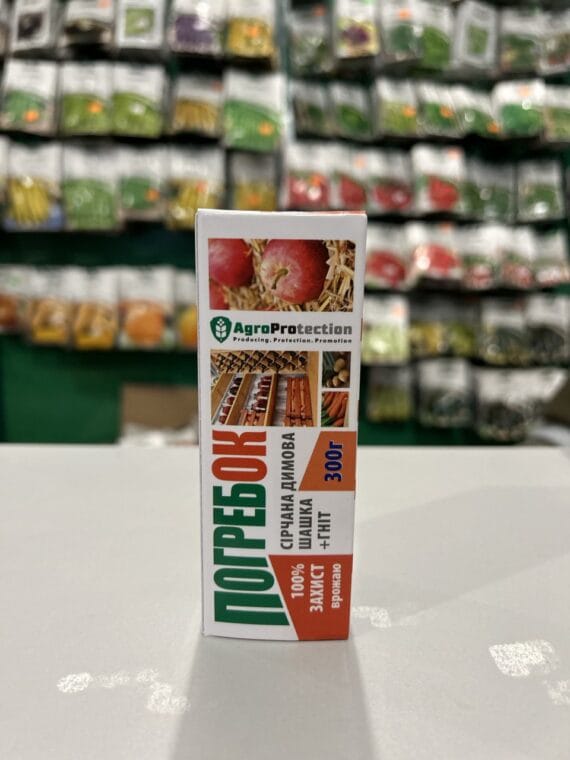 AgroProtection
Producing. Protection. Promotion
ПОГРЕБОК
СІРЧАНА ДИМОВА
ШАШКА
+ГНІТ
300г
100%
ЗАХИСТ
врожаю